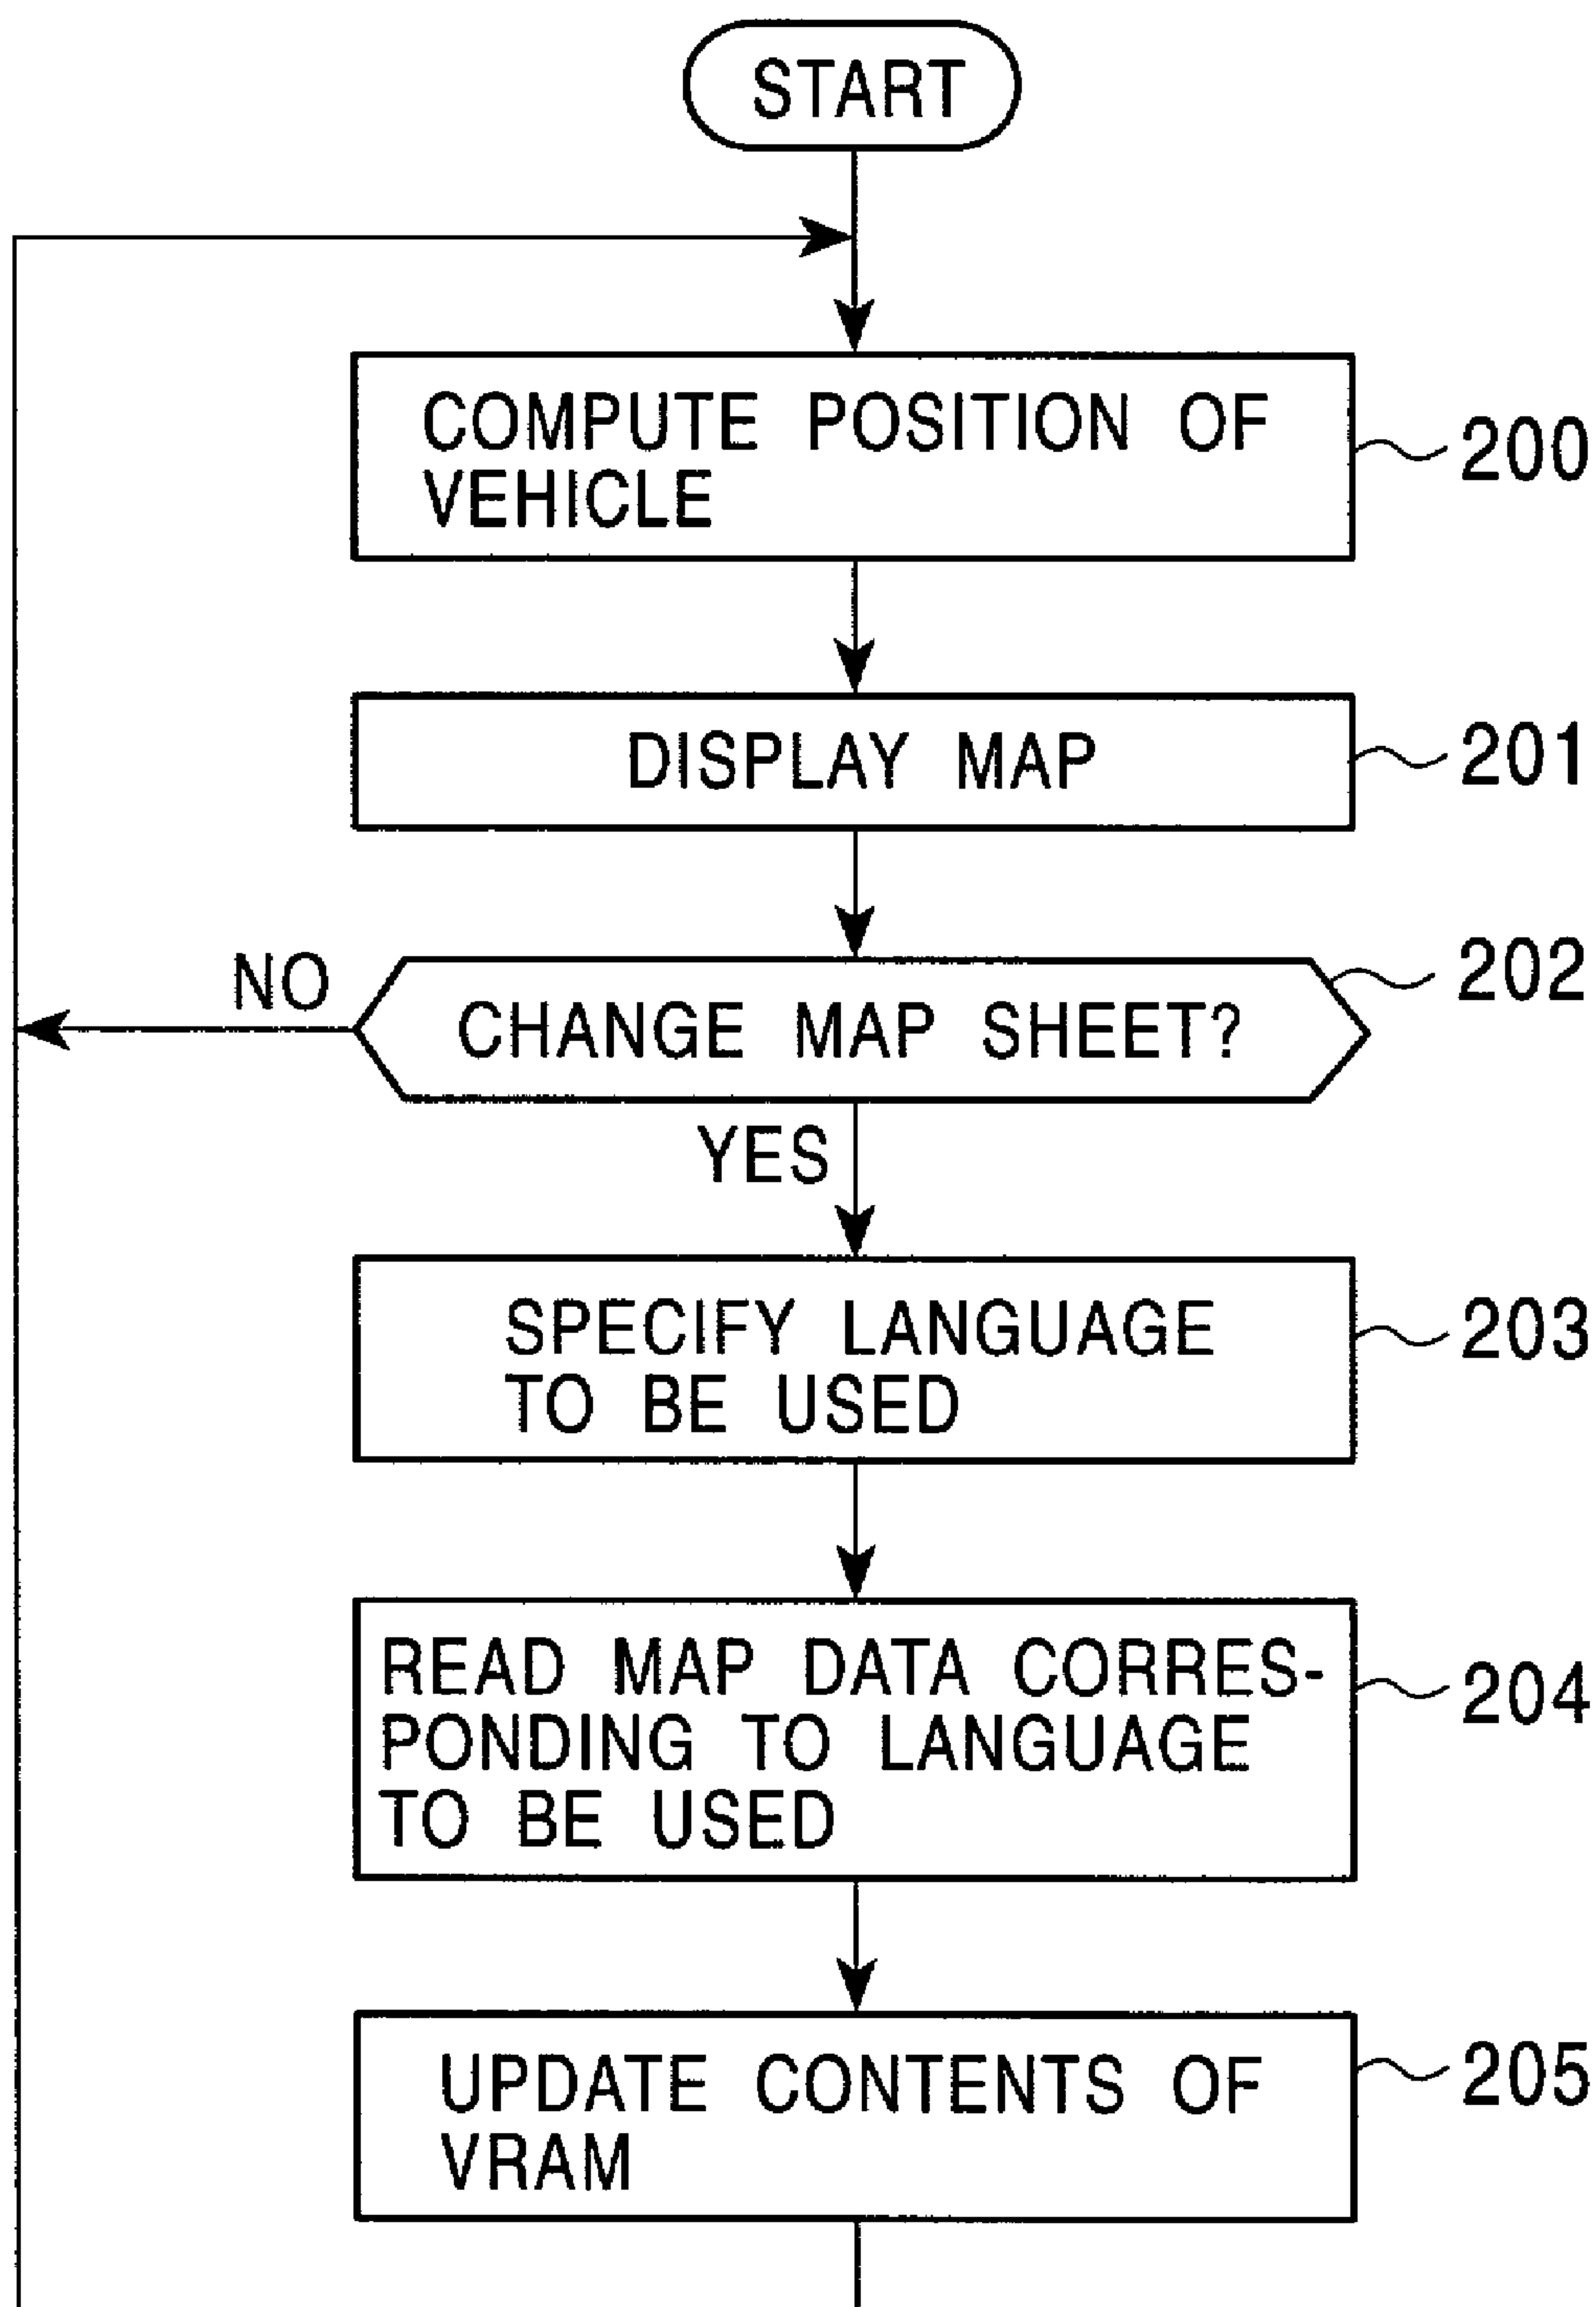 START
COMPUTE POSITION OF
VEHICLE
200
DISPLAY MAP
201
NO
CHANGE MAP SHEET?
202
YES
SPECIFY LANGUAGE
TO BE USED
203
READ MAP DATA CORRES-
PONDING TO LANGUAGE
TO BE USED
204
UPDATE CONTENTS OF
VRAM
205